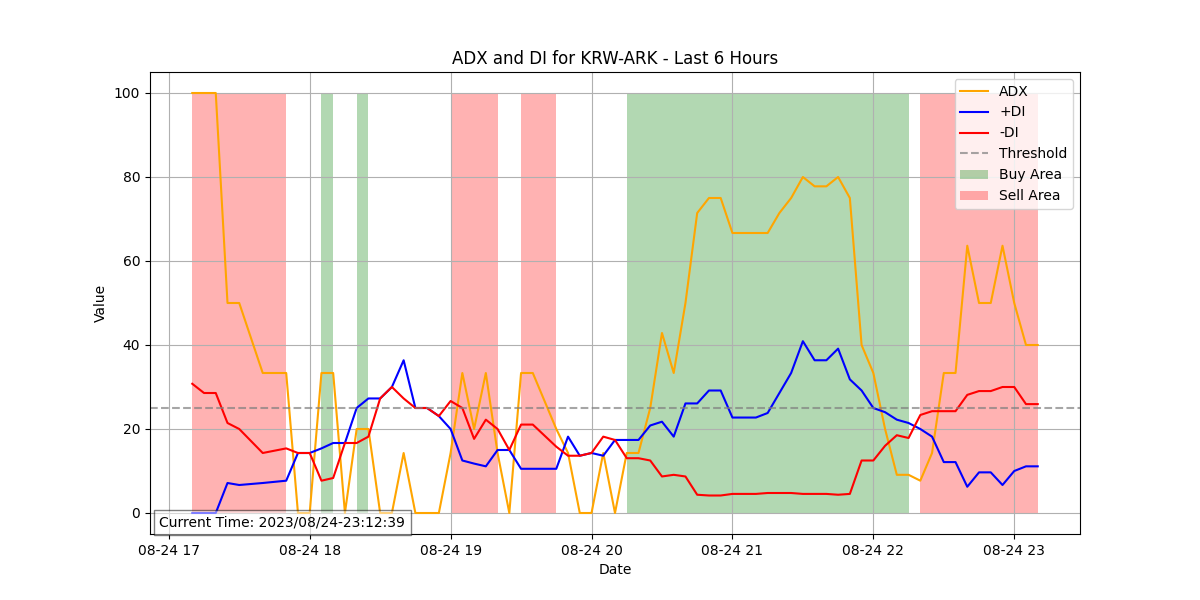 ADX and DI for KRW-ARK - Last 6 Hours
100
80
60
40
20
0
Value
ADX
+DI
-DI
Threshold
Buy Area
Sell Area
Current Time: 2023/08/24-23:12:39
08-24 17
08-24 18
08-24 19
08-24 20
08-24 21
08-24 22
08-24 23
Date